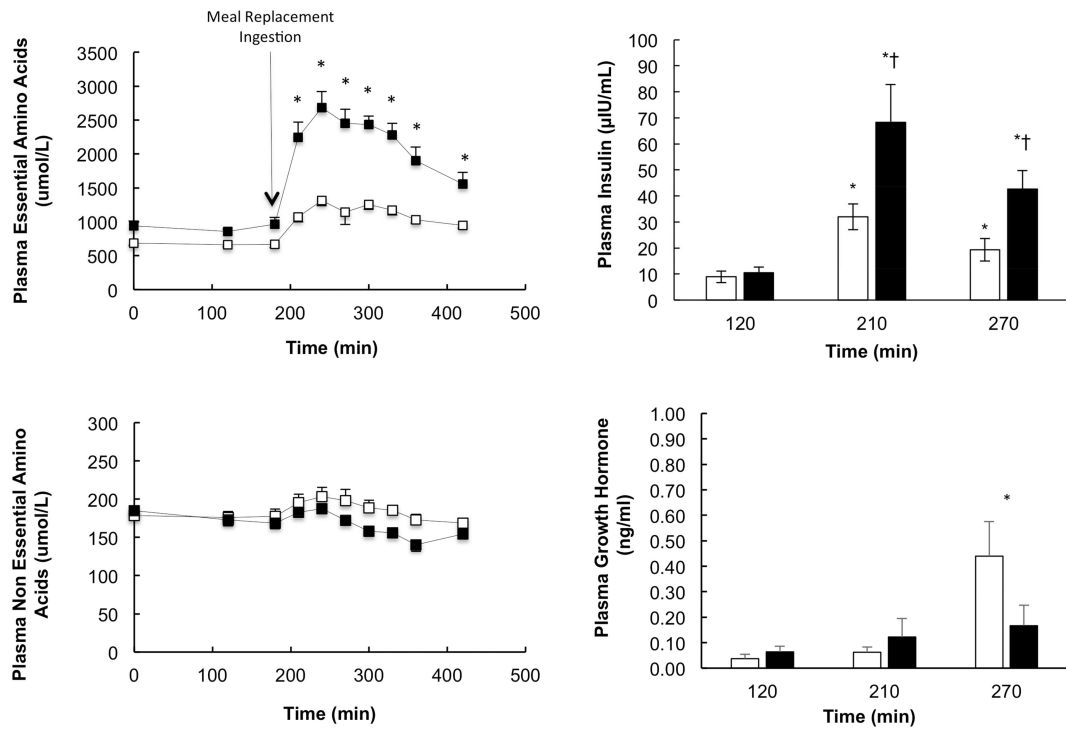 Meal Replacement
Ingestion
Plasma Essential Amino Acids
(umol/L)
3500
3000
2500
2000
1500
1000
500
0
* * * * * * *
0 100 200 300 400 500
Time (min)
Plasma Insulin (µIU/mL)
100
90
80
70
60
50
40
30
20
10
0
* *† * *†
120 210 270
Time (min)
Plasma Non Essential Amino
Acids (umol/L)
300
250
200
150
100
50
0
0 100 200 300 400 500
Time (min)
Plasma Growth Hormone
(ng/ml)
1.00
0.90
0.80
0.70
0.60
0.50
0.40
0.30
0.20
0.10
0.00
*
120 210 270
Time (min)